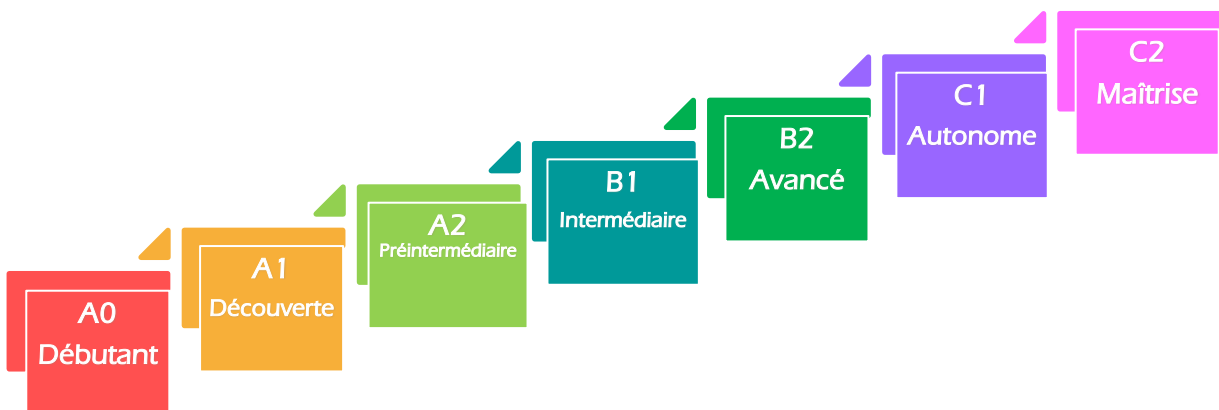 A0
Débutant
A1
Découverte
A2
Préintermédiaire
B1
Intermédiaire
B2
Avancé
C1
Autonome
C2
Maîtrise